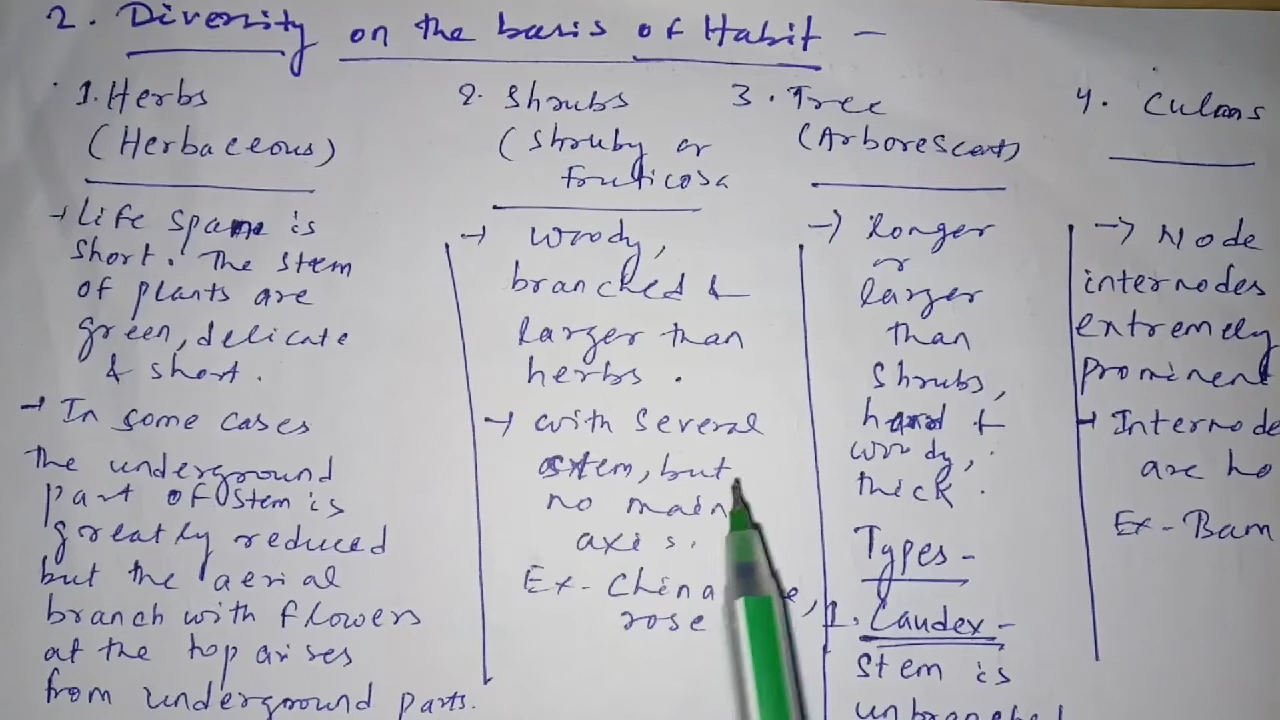 2. Diversity on the basis of Habit -
1. Herbs
(Herbaceous)
→ Life span is
short. The stem
of plants are
green, delicate
& short.
→ In some cases
the underground
part of stem is
greatly reduced
but the aerial
branch with flowers
at the top arises
from underground parts.
2. Shrubs
(Shruby or
fruticosa
→ woody,
branched &
larger than
herbs.
→ with several
stem, but
no main
axis.
Ex- China
rose
3. Tree
(Arborescent)
→ longer
or
larger
than
Shrubs,
hard &
woody,
thick.
Types-
1. Caudex-
Stem is
4. Culms
→ Node
internodes
extremely
prominent
→ Internode
are ho
Ex- Bam